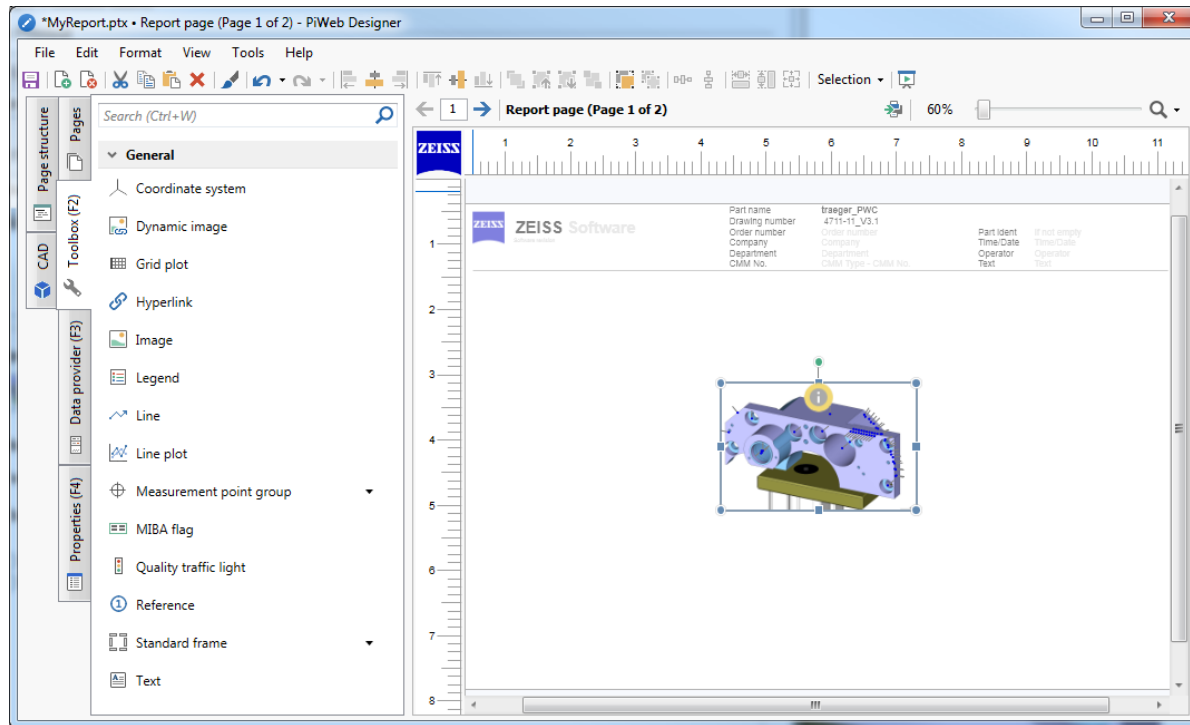 *MyReport.ptx • Report page (Page 1 of 2) - PiWeb Designer
File Edit Format View Tools Help
Selection
Page structure
CAD
Pages
Toolbox (F2)
Data provider (F3)
Properties (F4)
Search (Ctrl+W)
General
Coordinate system
Dynamic image
Grid plot
Hyperlink
Image
Legend
Line
Line plot
Measurement point group
MIBA flag
Quality traffic light
Reference
Standard frame
Text
1 Report page (Page 1 of 2) 60%
ZEISS
1 2 3 4 5 6 7 8 9 10 11
1
2
3
4
5
6
7
8
ZEISS ZEISS Software
Part name traeger_PWC
Drawing number 4711-11_V3.1
Order number Order number Part Ident if not empty
Company Company Time/Date Time/Date
Department Department Operator Operator
CMM No. CMM Type - CMM No. Text Text